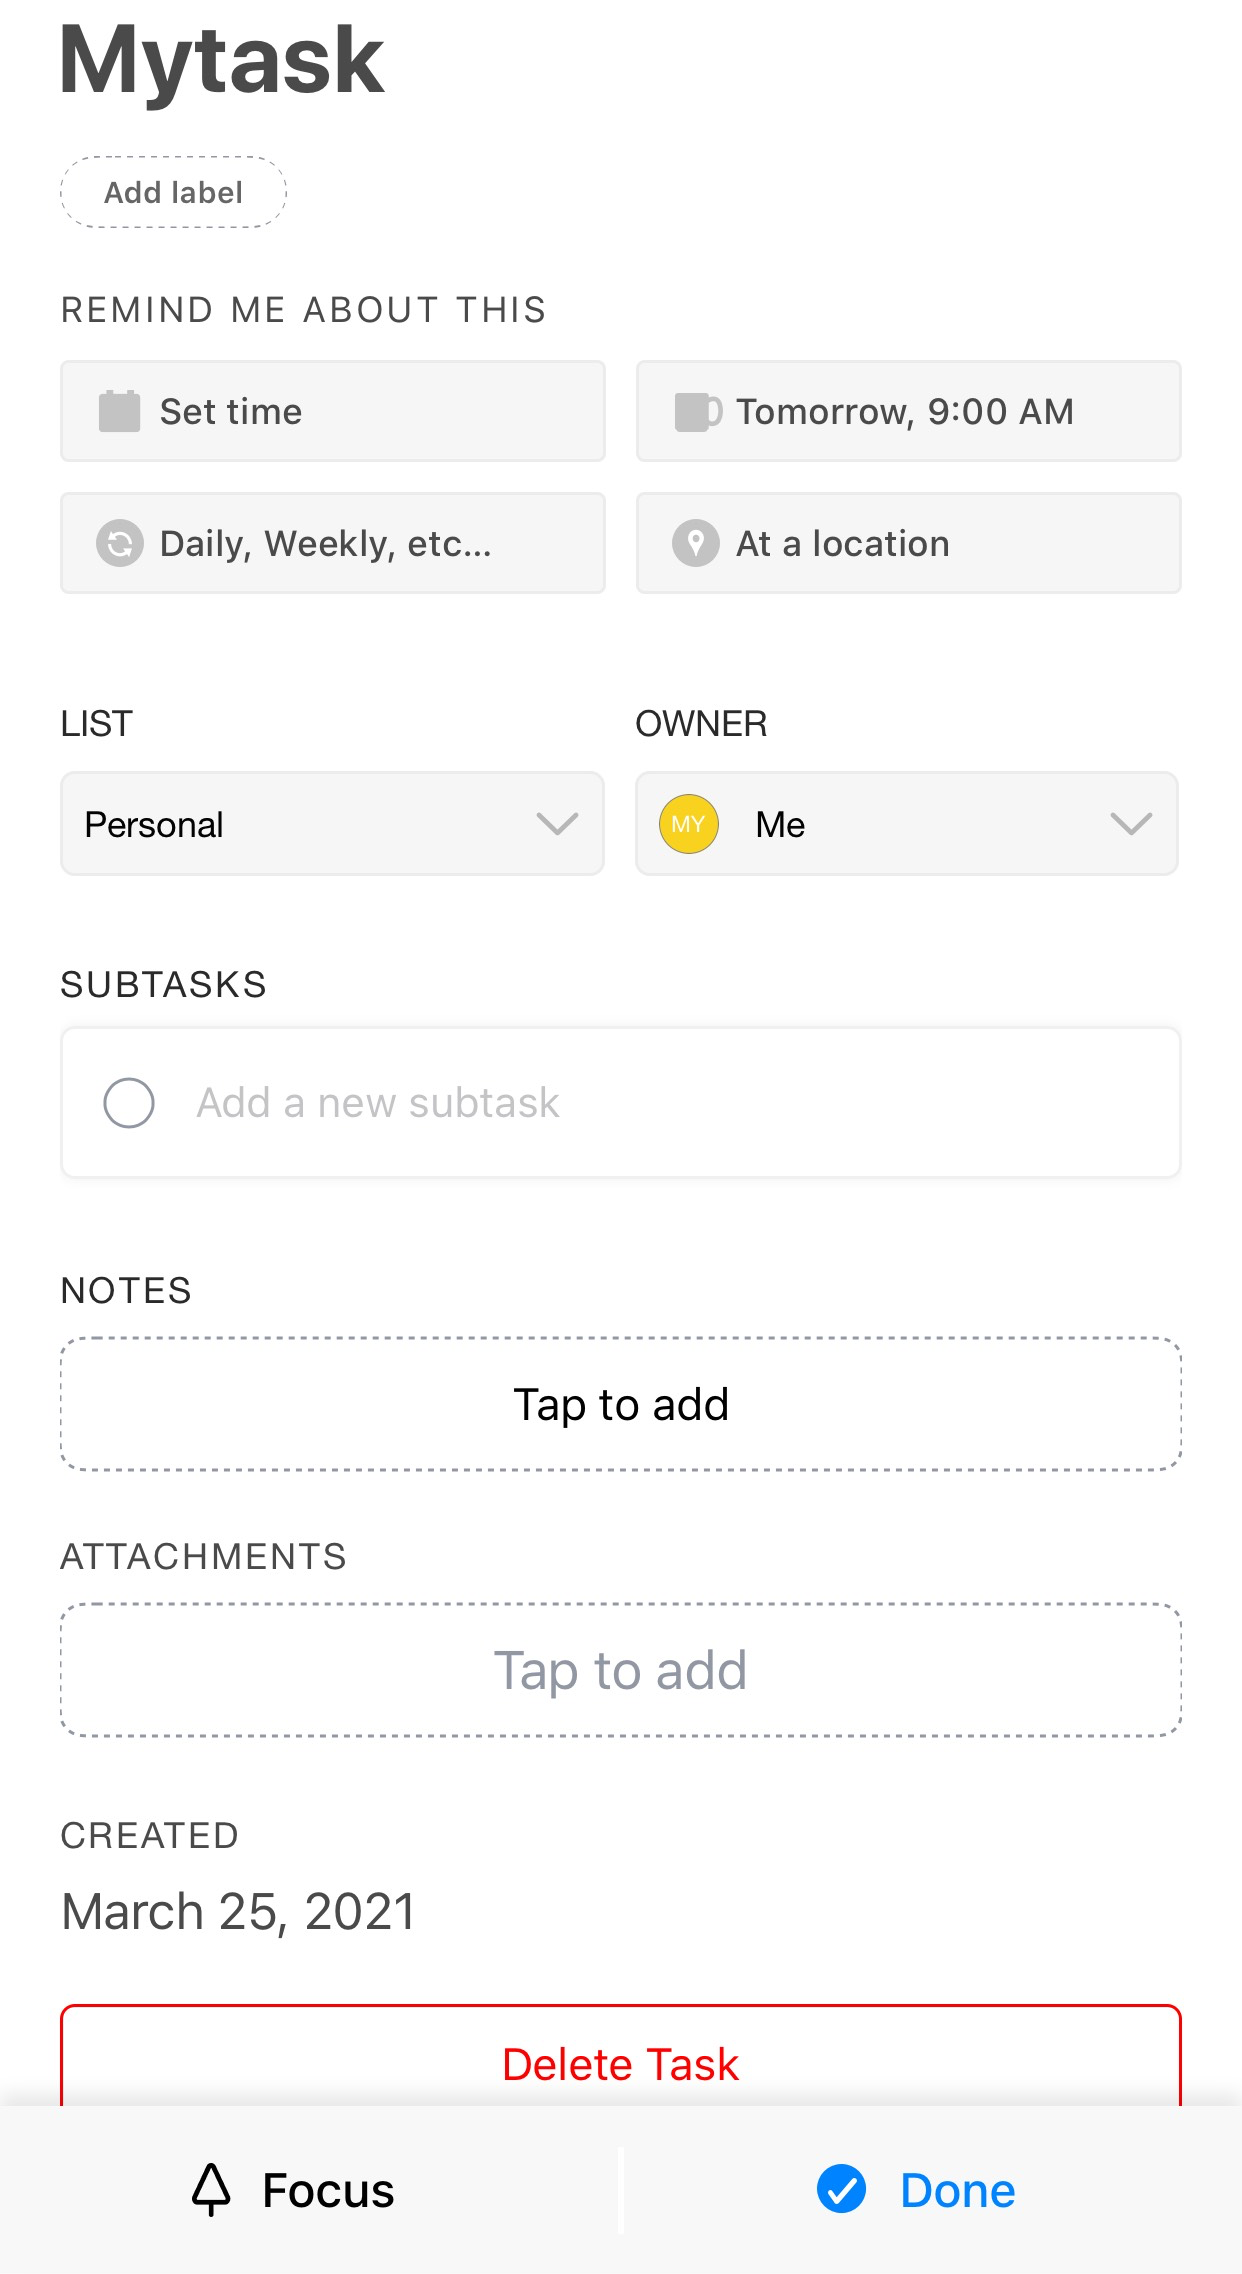 Mytask
Add label
REMIND ME ABOUT THIS
Set time
Tomorrow, 9:00 AM
Daily, Weekly, etc...
At a location
LIST
OWNER
Personal
MY
Me
SUBTASKS
Add a new subtask
NOTES
Tap to add
ATTACHMENTS
Tap to add
CREATED
March 25, 2021
Delete Task
Focus
Done